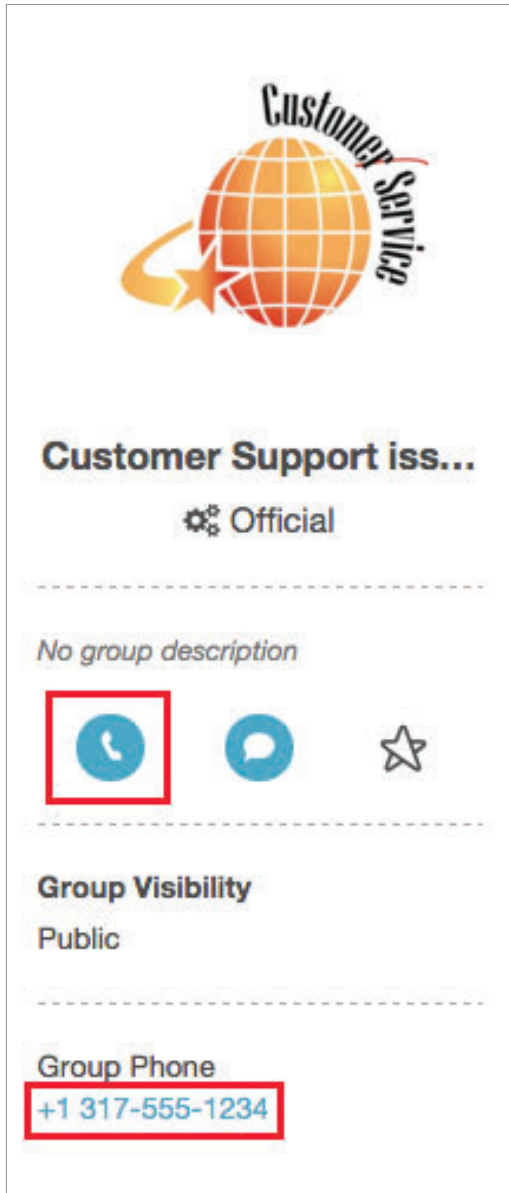 Customer Service
Customer Support iss...
Official
No group description
Group Visibility
Public
Group Phone
+1 317-555-1234